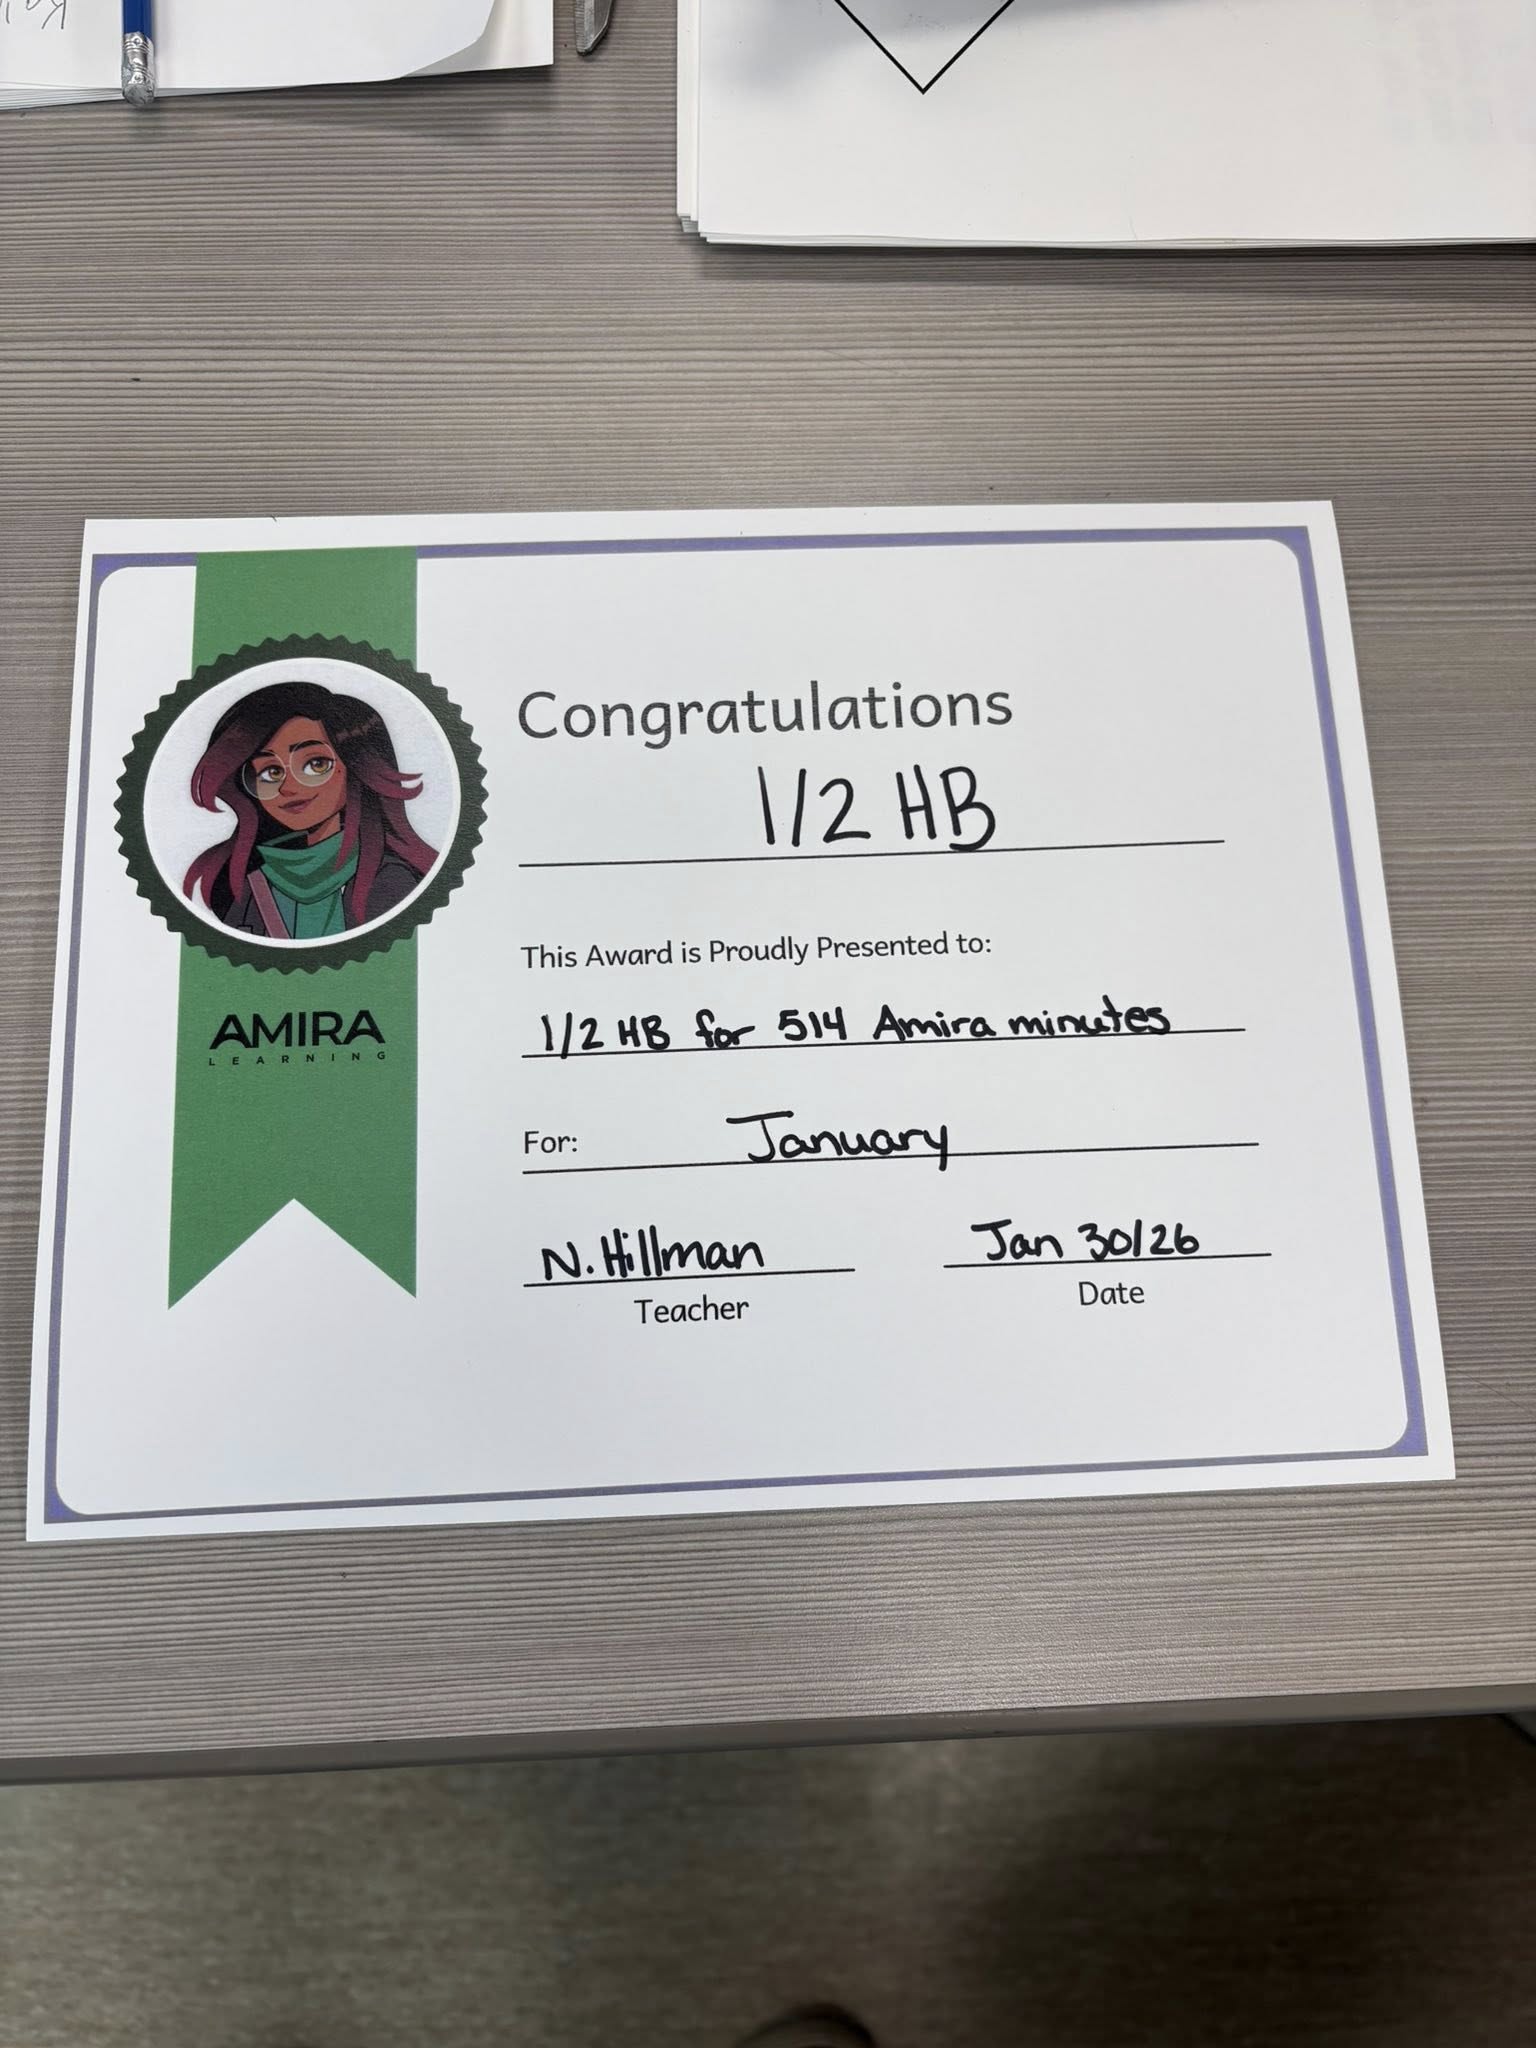 Congratulations
1/2 HB
This Award is Proudly Presented to:
1/2 HB for 514 Amira minutes
For: January
N. Hillman
Teacher
Jan 30/26
Date
AMIRA
LEARNING